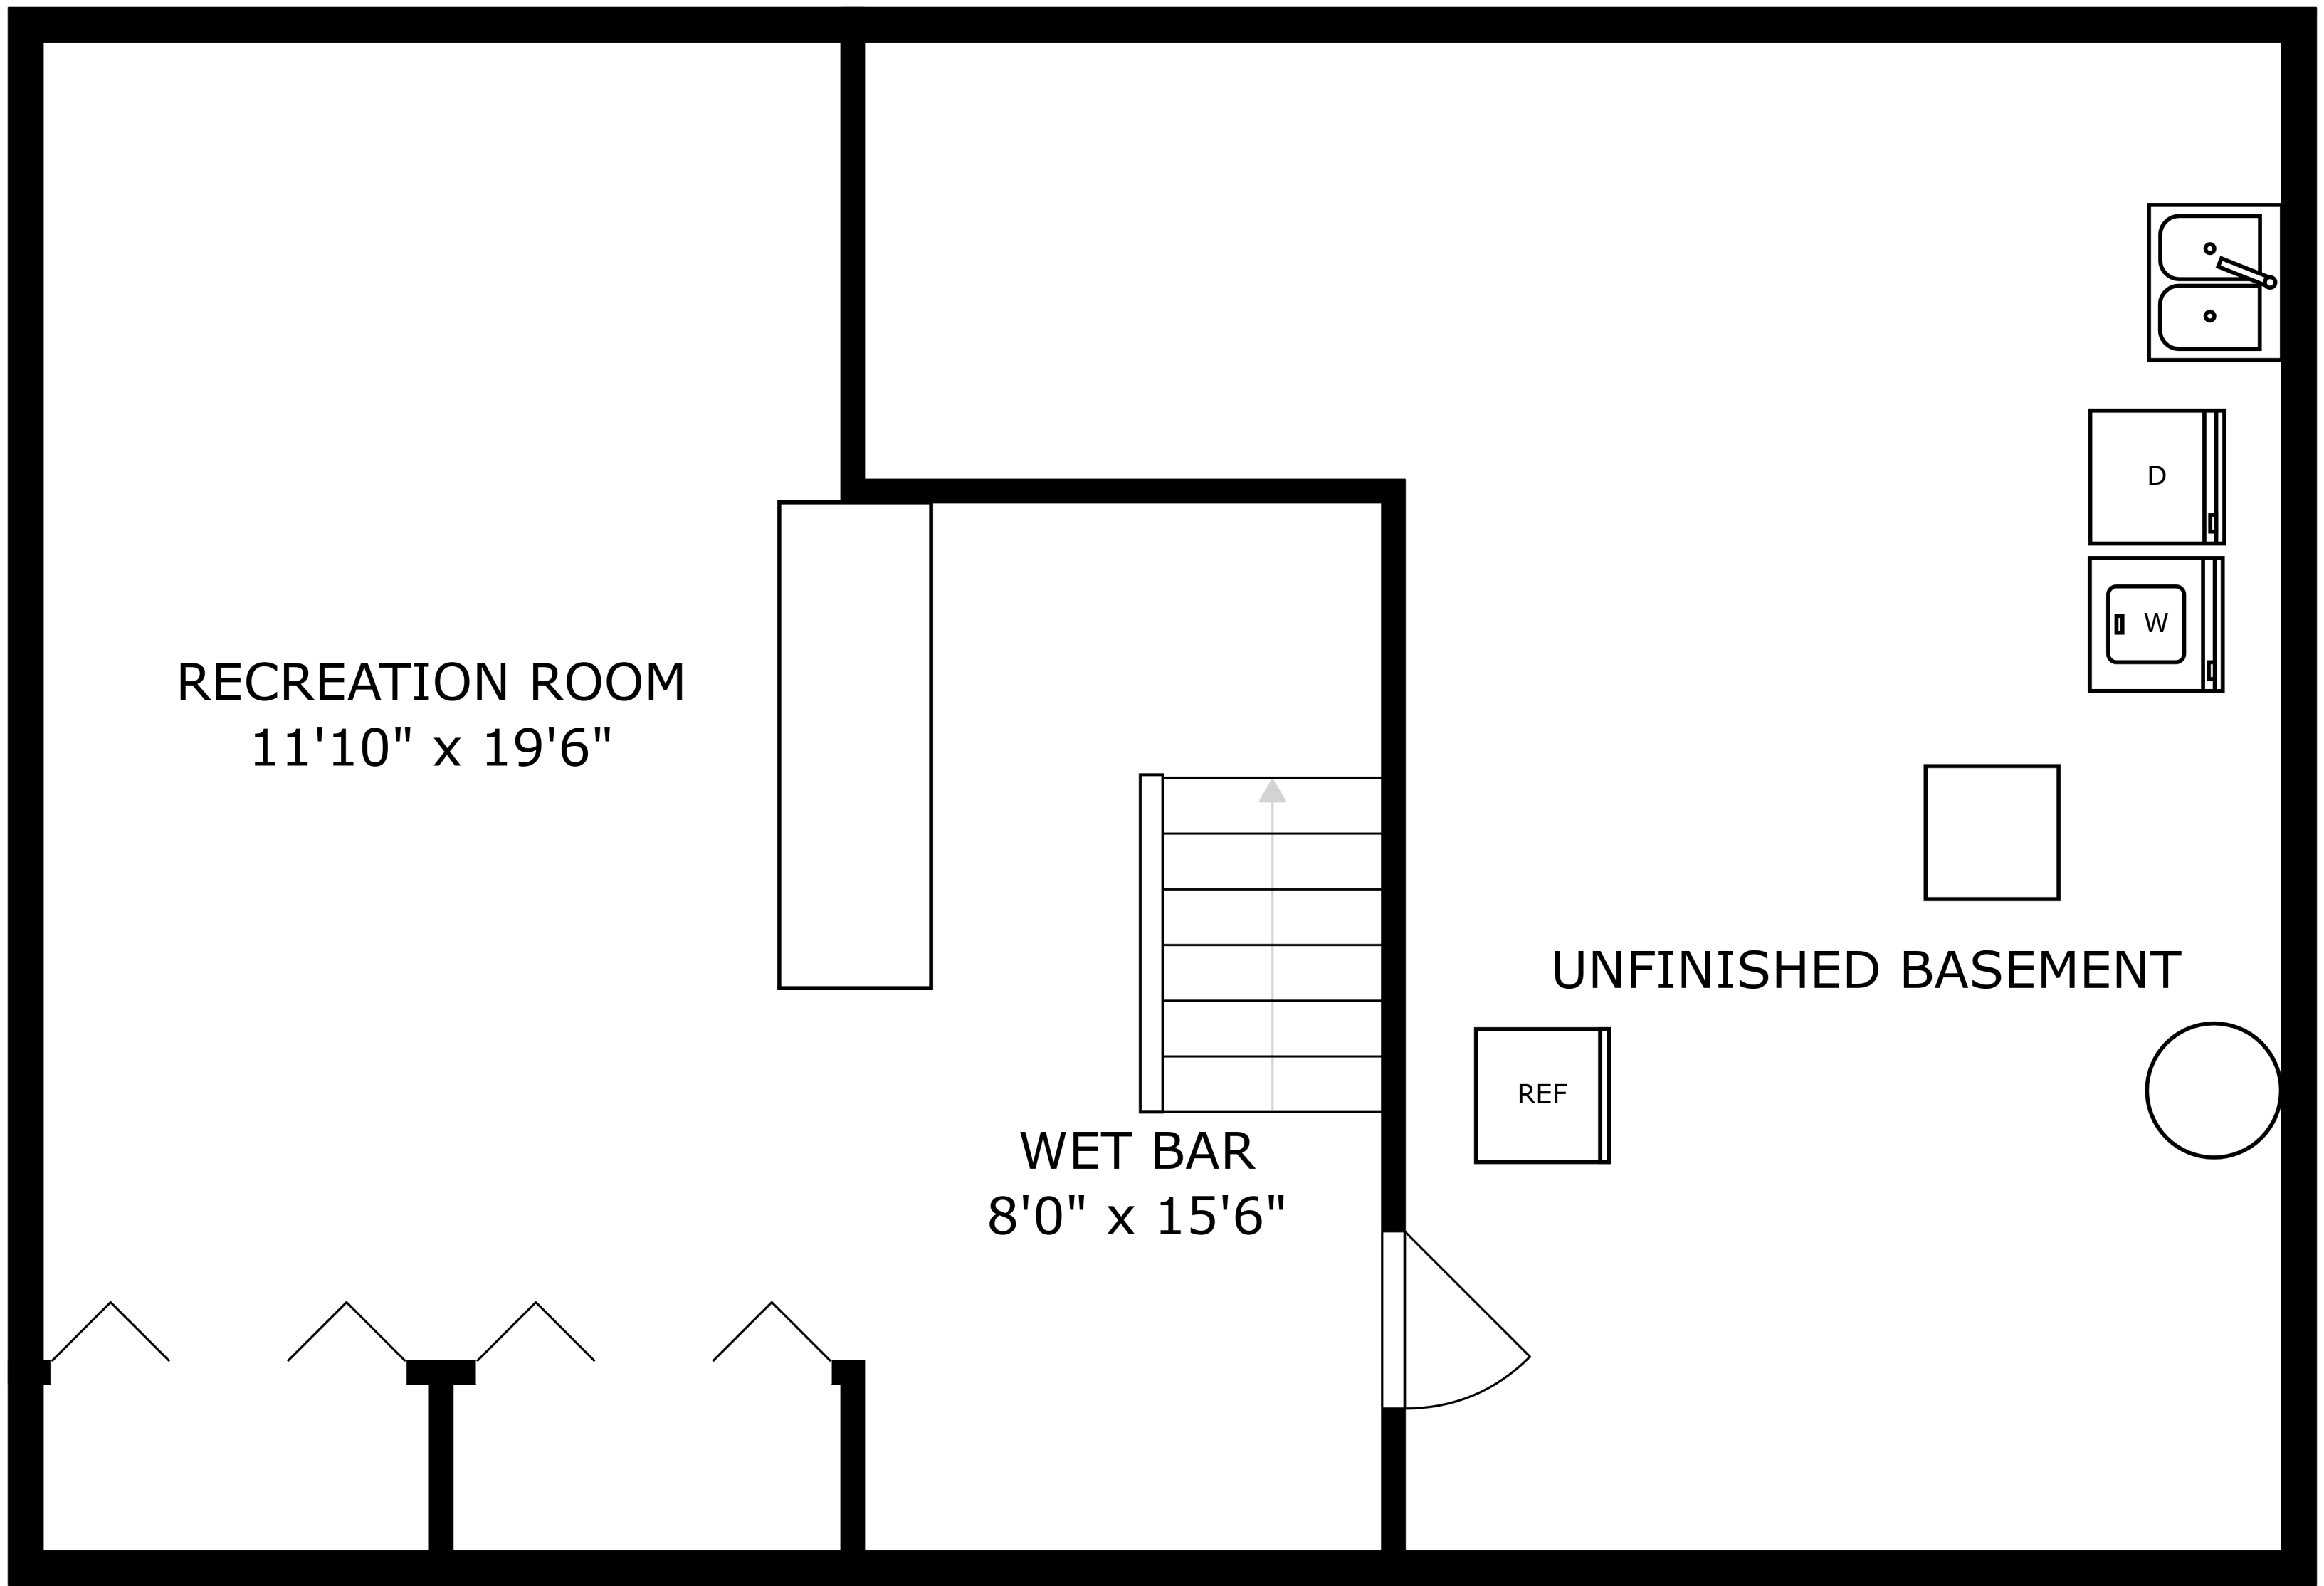 D
W
RECREATION ROOM
11'10" x 19'6"
UNFINISHED BASEMENT
REF
WET BAR
8'0" x 15'6"